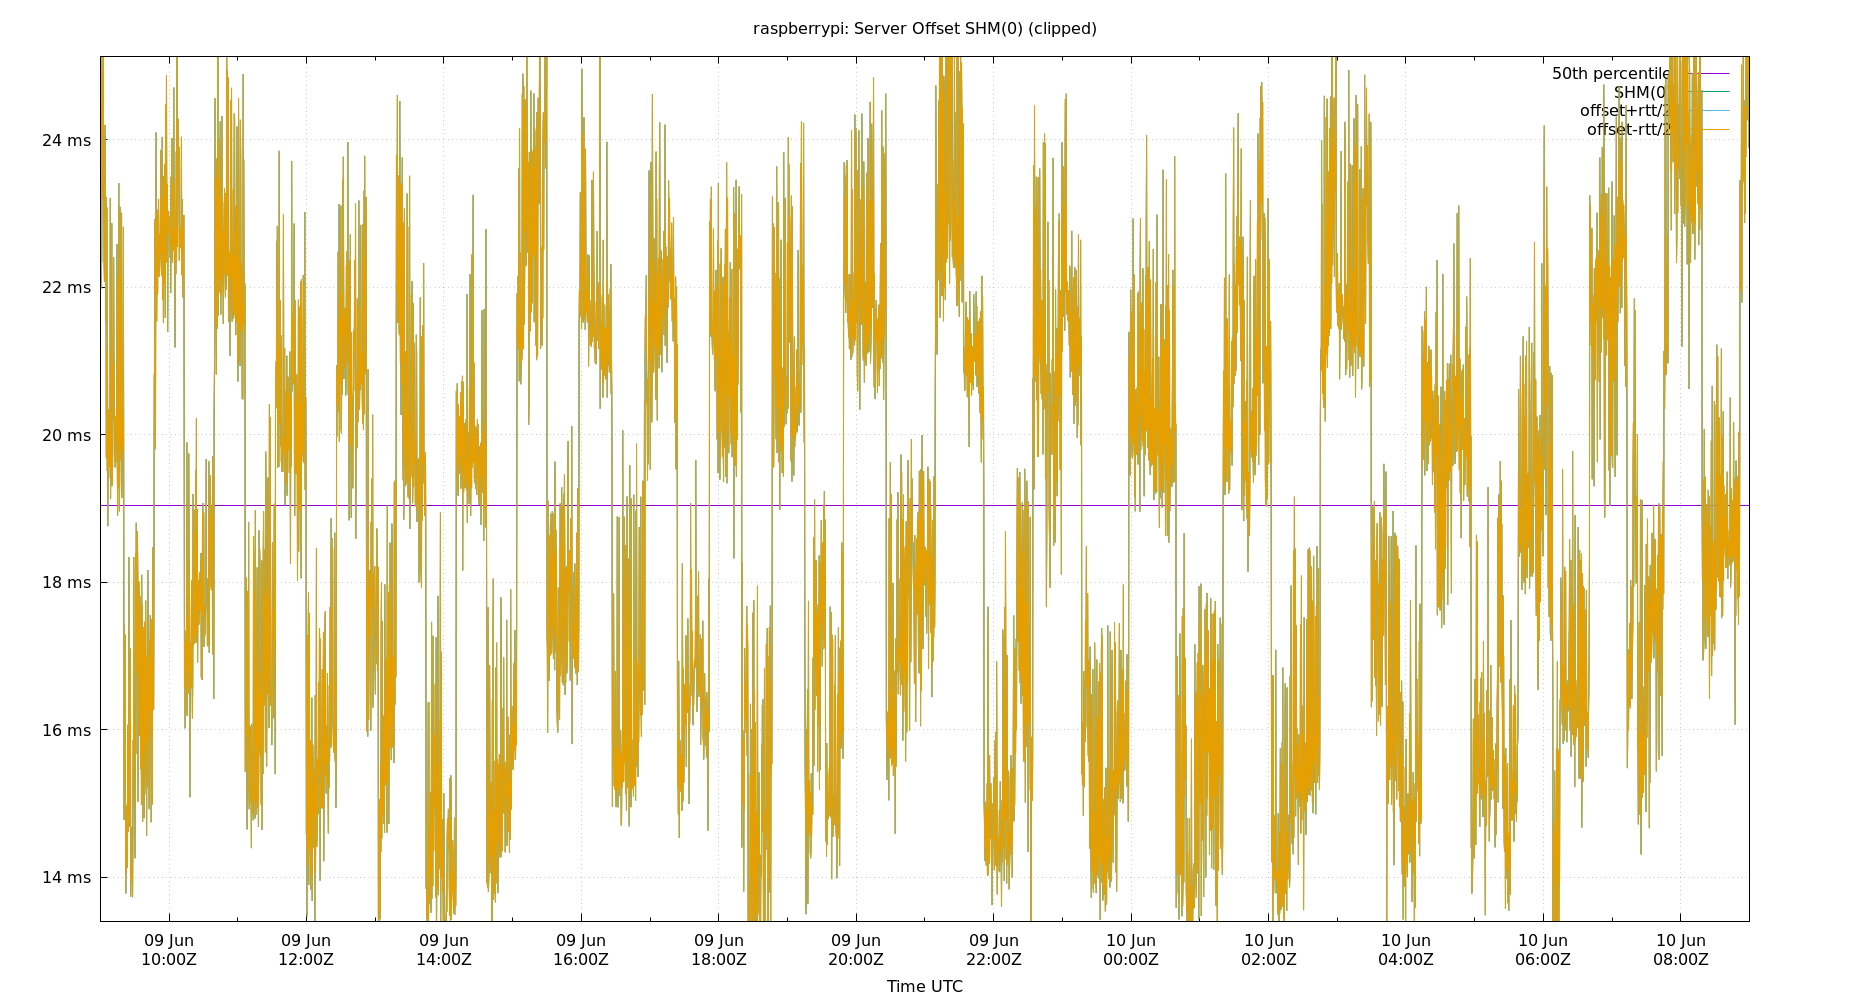 raspberrypi: Server Offset SHM(0) (clipped)
50th percentile
SHM(0
offset+rtt/2
offset-rtt/2
24 ms
22 ms
20 ms
18 ms
16 ms
14 ms
09 Jun 10:00Z
09 Jun 12:00Z
09 Jun 14:00Z
09 Jun 16:00Z
09 Jun 18:00Z
09 Jun 20:00Z
09 Jun 22:00Z
10 Jun 00:00Z
10 Jun 02:00Z
10 Jun 04:00Z
10 Jun 06:00Z
10 Jun 08:00Z
Time UTC